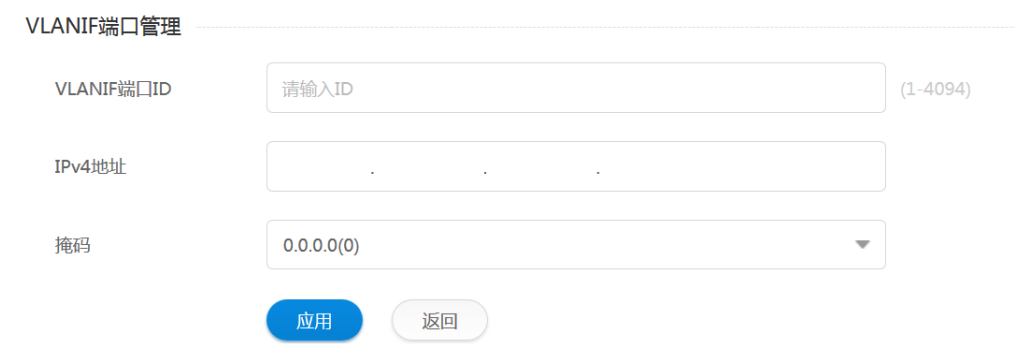 VLANIF端口管理
VLANIF端口ID 请输入ID (1-4094)
IPv4地址 . . .
掩码 0.0.0.0(0)
应用 返回